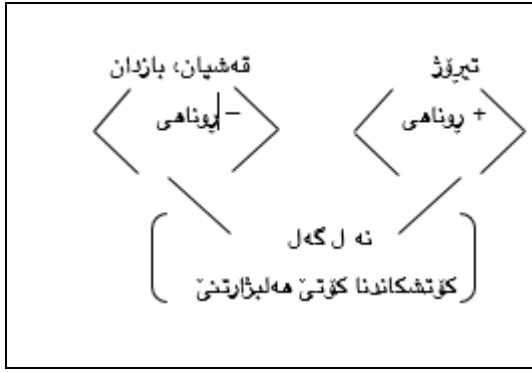 تیرۆژ
قەشیان، بازدان
+ ڕوناهی
– ڕوناهی
نە ل گەل
کۆتشکاندنا کۆتێ هەلبژارتنێ